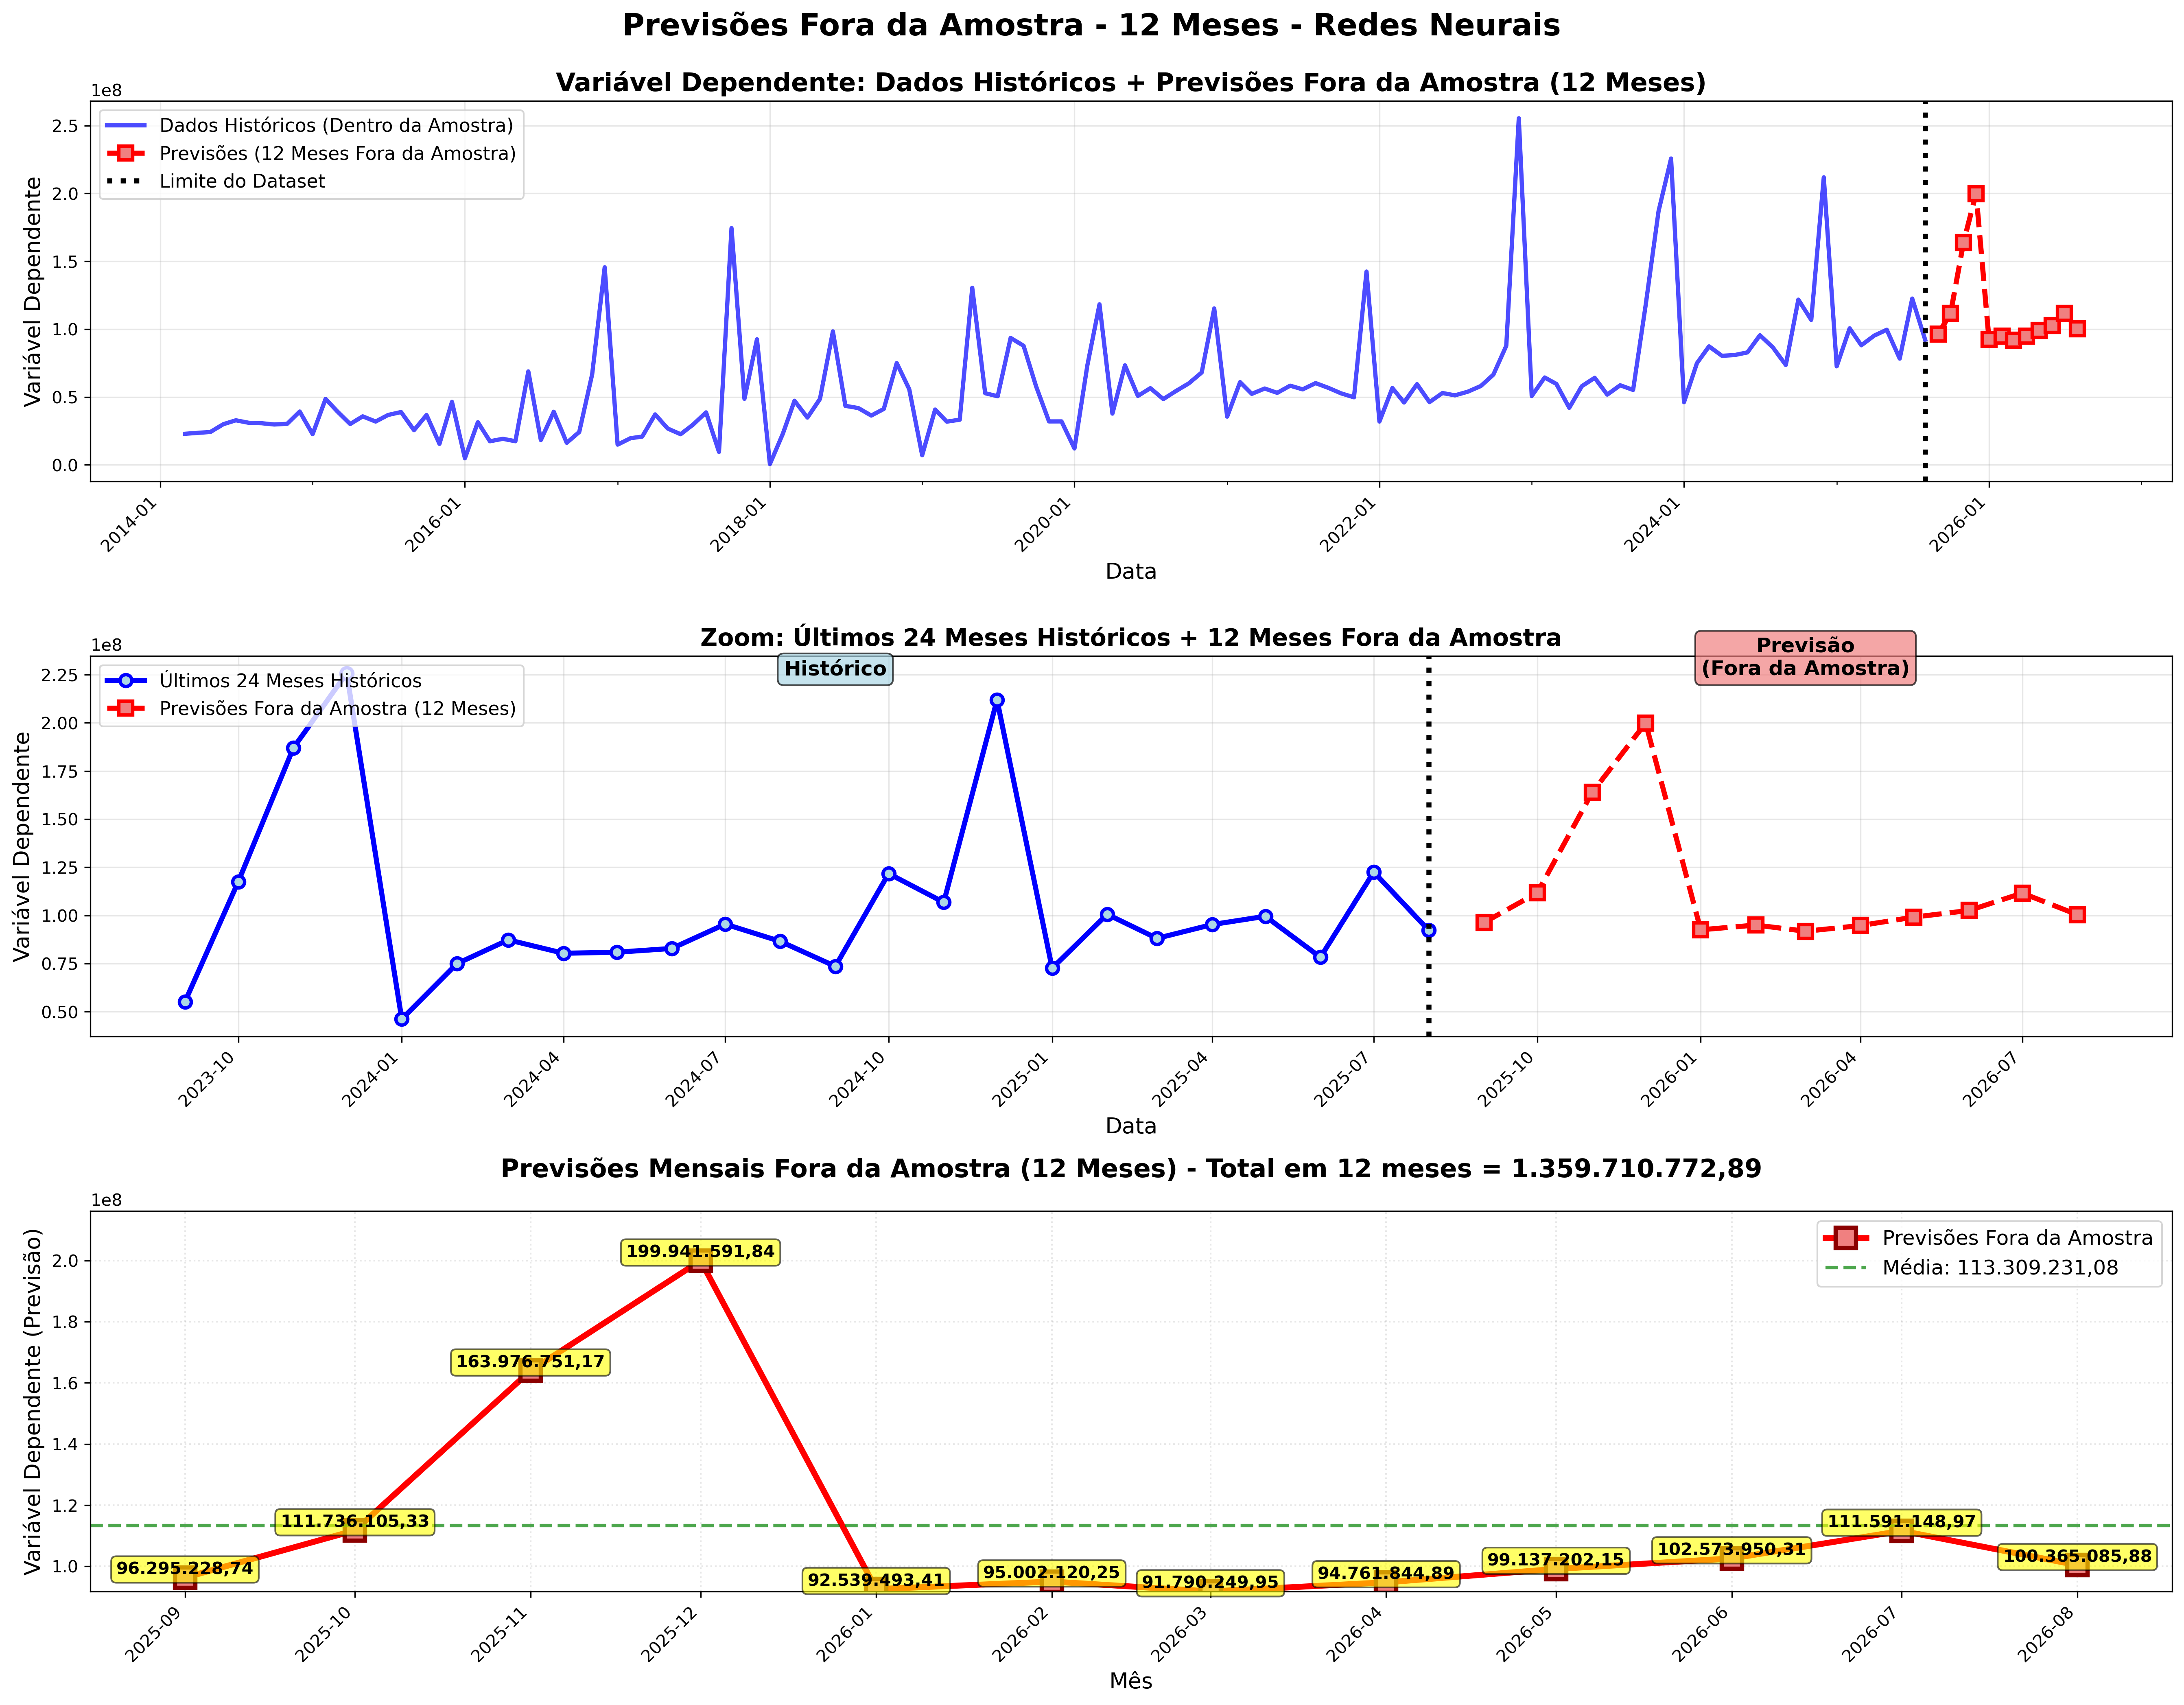 Previsões Fora da Amostra - 12 Meses - Redes Neurais
Variável Dependente: Dados Históricos + Previsões Fora da Amostra (12 Meses)
1e8
Dados Históricos (Dentro da Amostra)
Previsões (12 Meses Fora da Amostra)
Limite do Dataset
Variável Dependente
2.5
2.0
1.5
1.0
0.5
0.0
2014-01
2016-01
2018-01
2020-01
2022-01
2024-01
2026-01
Data
Zoom: Últimos 24 Meses Históricos + 12 Meses Fora da Amostra
1e8
Últimos 24 Meses Históricos
Previsões Fora da Amostra (12 Meses)
Histórico
Previsão
(Fora da Amostra)
Variável Dependente
2.25
2.00
1.75
1.50
1.25
1.00
0.75
0.50
2023-10
2024-01
2024-04
2024-07
2024-10
2025-01
2025-04
2025-07
2025-10
2026-01
2026-04
2026-07
Data
Previsões Mensais Fora da Amostra (12 Meses) - Total em 12 meses = 1.359.710.772,89
1e8
Previsões Fora da Amostra
Média: 113.309.231,08
Variável Dependente (Previsão)
2.0
1.8
1.6
1.4
1.2
1.0
96.295.228,74
111.736.105,33
163.976.751,17
199.941.591,84
92.539.493,41
95.002.120,25
91.790.249,95
94.761.844,89
99.137.202,15
102.573.950,31
111.591.148,97
100.365.085,88
2025-09
2025-10
2025-11
2025-12
2026-01
2026-02
2026-03
2026-04
2026-05
2026-06
2026-07
2026-08
Mês